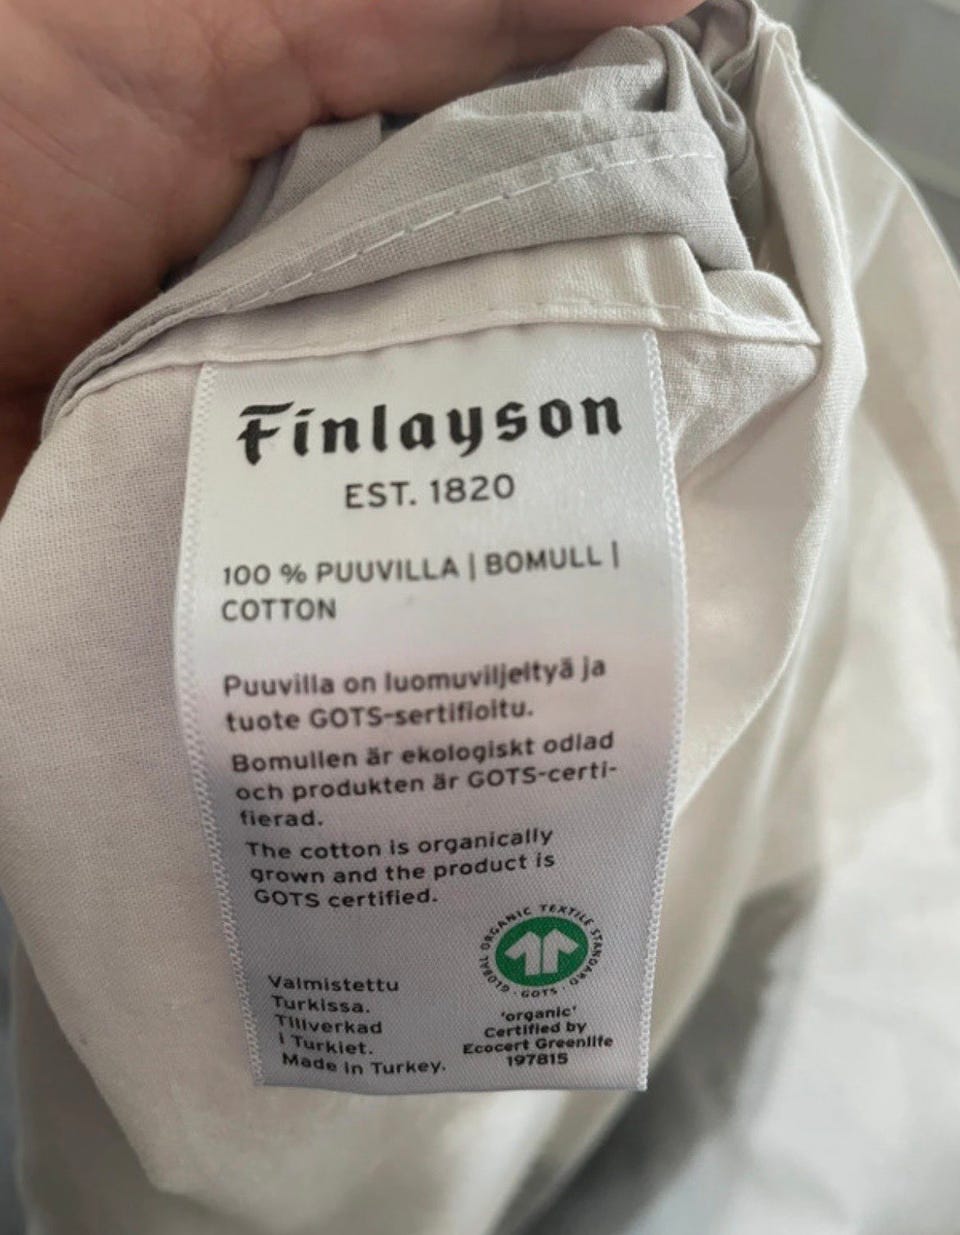 Finlayson
EST. 1820
100 % PUUVILLA | BOMULL |
COTTON
Puuvilla on luomuviljeltyä ja
tuote GOTS-sertifioitu.
Bomullen är ekologiskt odlad
och produkten är GOTS-certi-
fierad.
The cotton is organically
grown and the product is
GOTS certified.
GLOBAL ORGANIC TEXTILE STANDARD
· GOTS ·
'organic'
Certified by
Ecocert Greenlife
197815
Valmistettu
Turkissa.
Tillverkad
i Turkiet.
Made in Turkey.